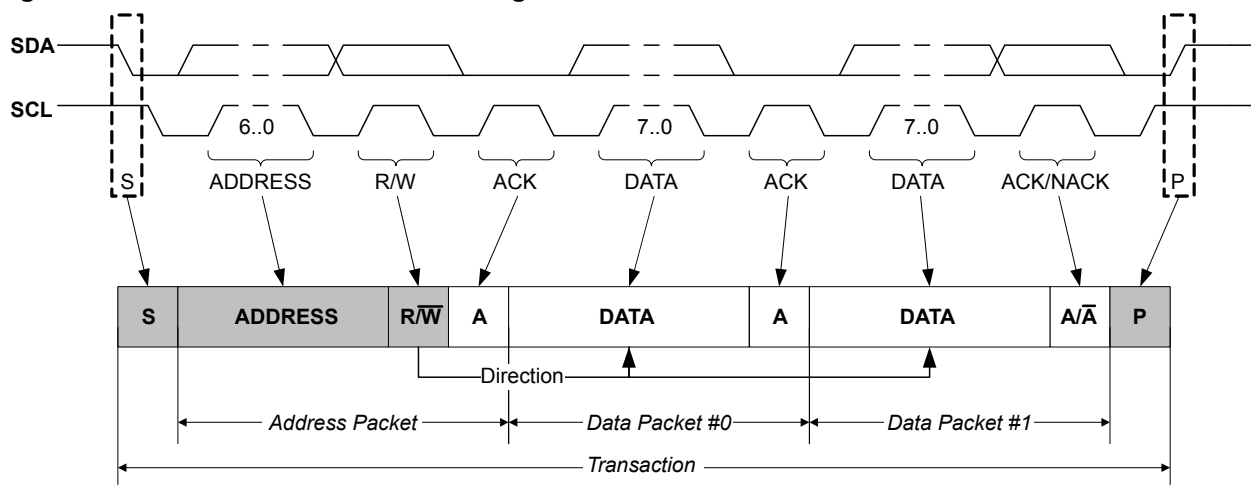 SDA
SCL
6..0 7..0 7..0
S ADDRESS R/W ACK DATA ACK DATA ACK/NACK P
S ADDRESS R/W̅ A DATA A DATA A/A̅ P
Direction
Address Packet Data Packet #0 Data Packet #1
Transaction